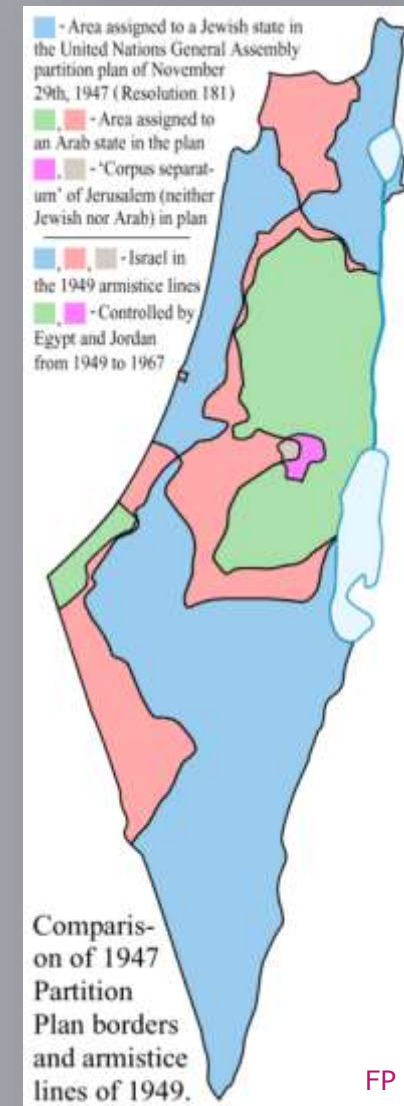 - Area assigned to a Jewish state in
the United Nations General Assembly
partition plan of November
29th, 1947 (Resolution 181)
, - Area assigned to
an Arab state in the plan
, - 'Corpus separat-
um' of Jerusalem (neither
Jewish nor Arab) in plan
, , - Israel in
the 1949 armistice lines
, - Controlled by
Egypt and Jordan
from 1949 to 1967
Comparis-
on of 1947
Partition
Plan borders
and armistice
lines of 1949.
FP